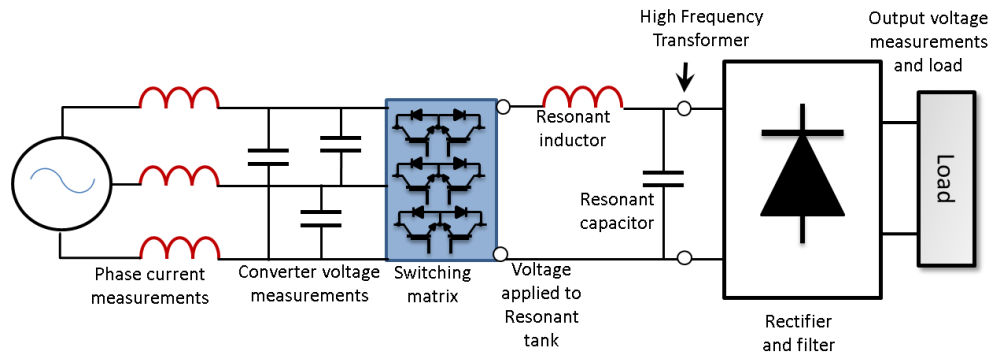 High Frequency
Transformer
Output voltage
measurements
and load
Resonant
inductor
Resonant
capacitor
Load
Phase current
measurements
Converter voltage
measurements
Switching
matrix
Voltage
applied to
Resonant
tank
Rectifier
and filter